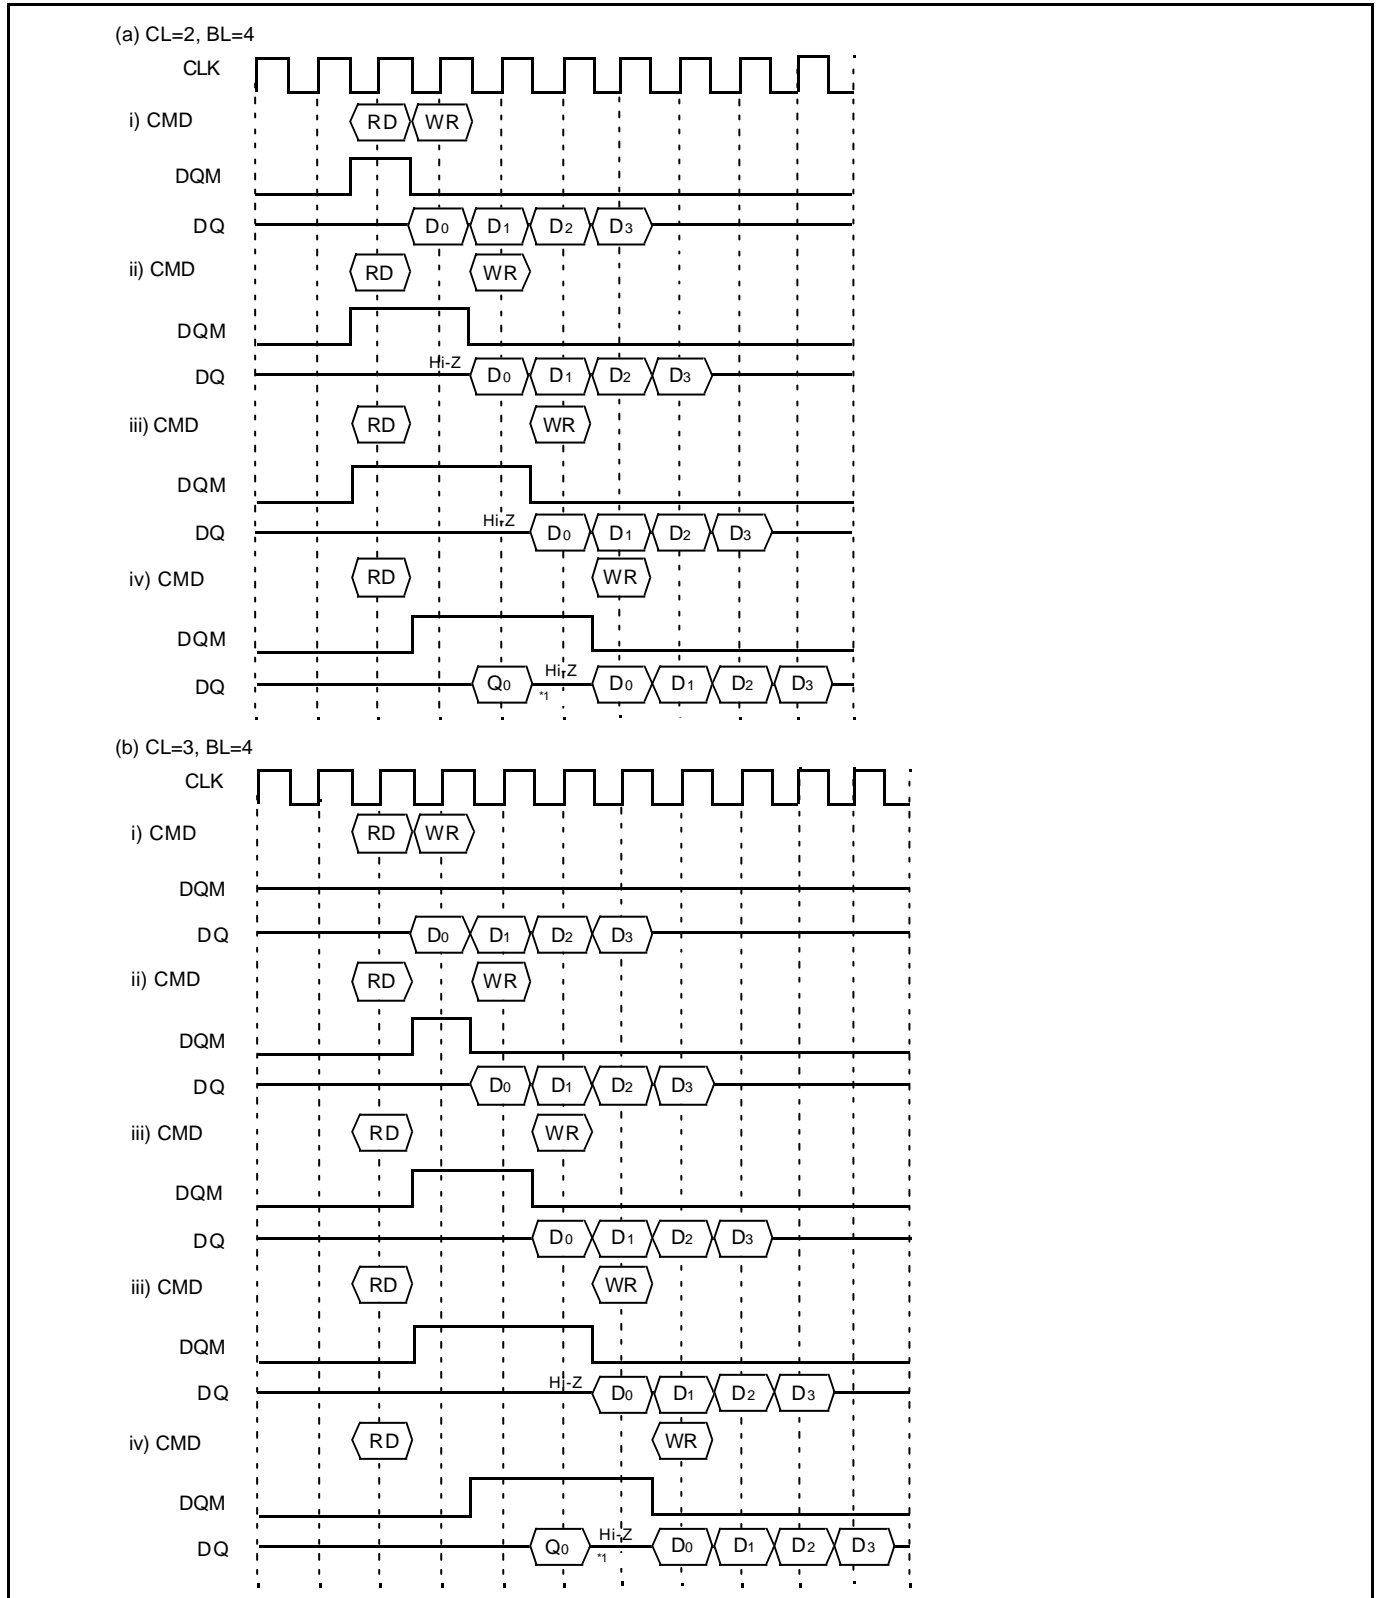 (a) CL=2, BL=4
CLK
i) CMD RD WR
DQM
DQ D0 D1 D2 D3
ii) CMD RD WR
DQM
Hi-Z
DQ D0 D1 D2 D3
iii) CMD RD WR
DQM
Hi-Z
DQ D0 D1 D2 D3
iv) CMD RD WR
DQM
Hi-Z
DQ Q0 *1 D0 D1 D2 D3
(b) CL=3, BL=4
CLK
i) CMD RD WR
DQM
DQ D0 D1 D2 D3
ii) CMD RD WR
DQM
DQ D0 D1 D2 D3
iii) CMD RD WR
DQM
DQ D0 D1 D2 D3
iii) CMD RD WR
DQM
Hi-Z
DQ D0 D1 D2 D3
iv) CMD RD WR
DQM
Hi-Z
DQ Q0 *1 D0 D1 D2 D3